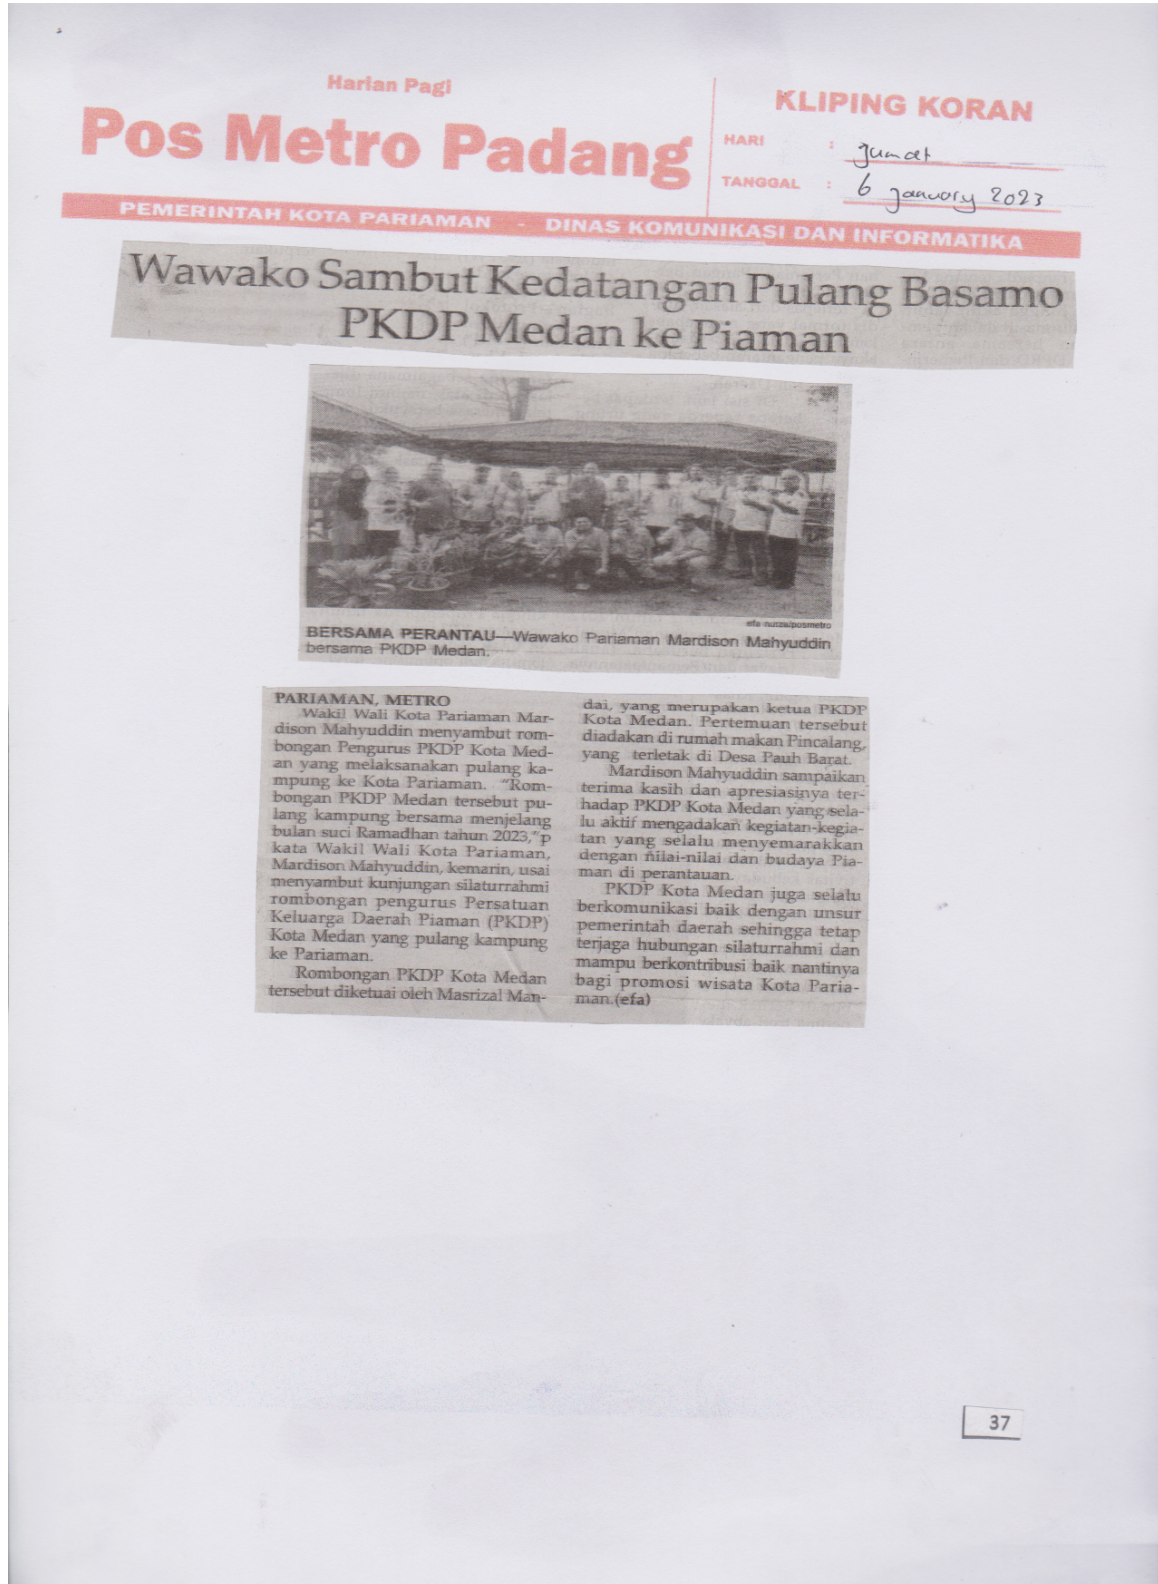 Harian Pagi
Pos Metro Padang
KLIPING KORAN
HARI : Jumat
TANGGAL : 6 January 2023
PEMERINTAH KOTA PARIAMAN - DINAS KOMUNIKASI DAN INFORMATIKA
Wawako Sambut Kedatangan Pulang Basamo
PKDP Medan ke Piaman
efa nurza/posmetro
BERSAMA PERANTAU—Wawako Pariaman Mardison Mahyuddin
bersama PKDP Medan.
PARIAMAN, METRO
Wakil Wali Kota Pariaman Mar-
dison Mahyuddin menyambut rom-
bongan Pengurus PKDP Kota Med-
an yang melaksanakan pulang ka-
mpung ke Kota Pariaman. "Rom-
bongan PKDP Medan tersebut pu-
lang kampung bersama menjelang
bulan suci Ramadhan tahun 2023,"p
kata Wakil Wali Kota Pariaman,
Mardison Mahyuddin, kemarin, usai
menyambut kunjungan silaturrahmi
rombongan pengurus Persatuan
Keluarga Daerah Piaman (PKDP)
Kota Medan yang pulang kampung
ke Pariaman.
Rombongan PKDP Kota Medan
tersebut diketuai oleh Masrizal Man-
dai, yang merupakan ketua PKDP
Kota Medan. Pertemuan tersebut
diadakan di rumah makan Pincalang,
yang terletak di Desa Pauh Barat.
Mardison Mahyuddin sampaikan
terima kasih dan apresiasinya ter-
hadap PKDP Kota Medan yang sela-
lu aktif mengadakan kegiatan-kegia-
tan yang selalu menyemarakkan
dengan nilai-nilai dan budaya Pia-
man di perantauan.
PKDP Kota Medan juga selalu
berkomunikasi baik dengan unsur
pemerintah daerah sehingga tetap
terjaga hubungan silaturrahmi dan
mampu berkontribusi baik nantinya
bagi promosi wisata Kota Paria-
man.(efa)
37